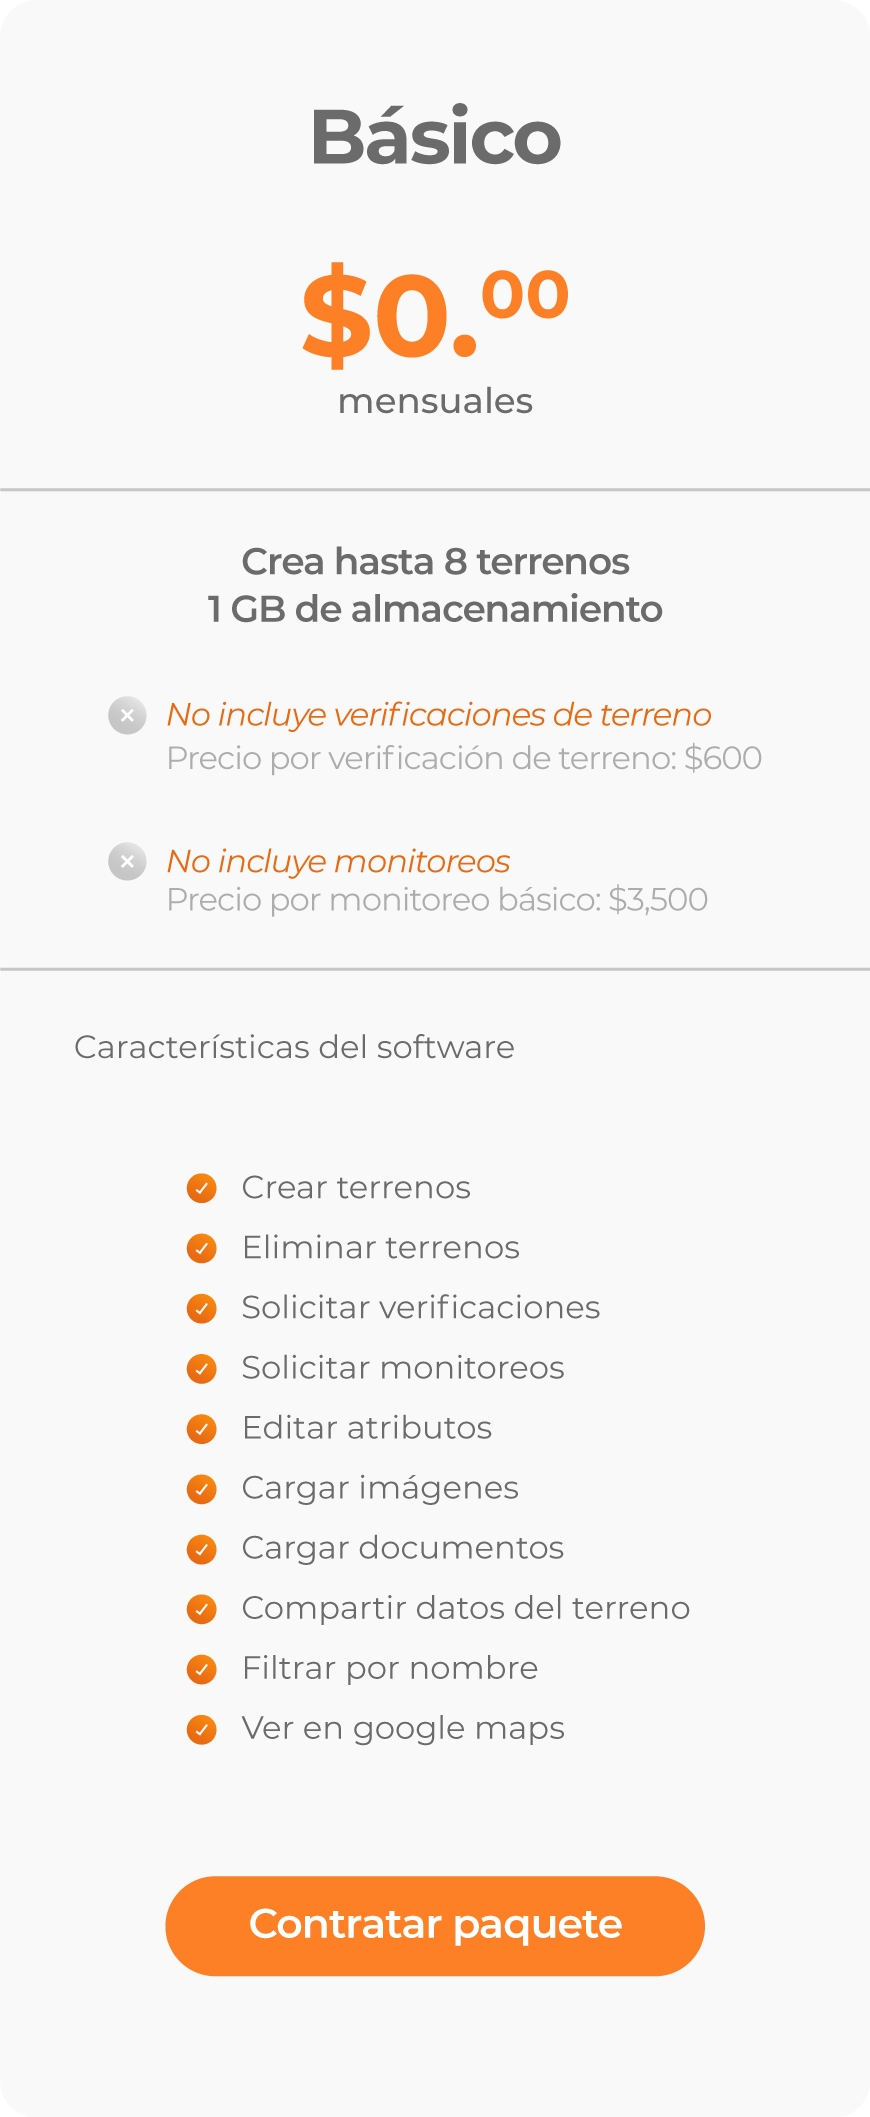 Básico
$0.00
mensuales
Crea hasta 8 terrenos
1 GB de almacenamiento
No incluye verificaciones de terreno
Precio por verificación de terreno: $600
No incluye monitoreos
Precio por monitoreo básico: $3,500
Características del software
Crear terrenos
Eliminar terrenos
Solicitar verificaciones
Solicitar monitoreos
Editar atributos
Cargar imágenes
Cargar documentos
Compartir datos del terreno
Filtrar por nombre
Ver en google maps
Contratar paquete